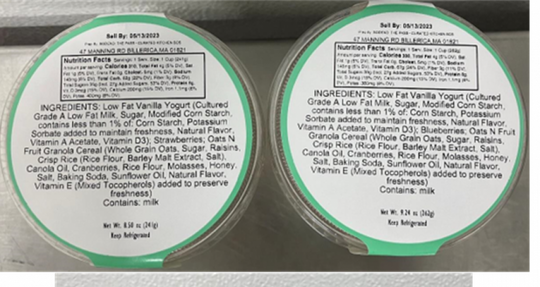 Sell By: 05/13/2023
47 MANNING RD BILLERICA, MA 01821
Nutrition Facts
INGREDIENTS: Low Fat Vanilla Yogurt (Cultured
Grade A Low Fat Milk, Sugar, Modified Corn Starch,
contains less than 1% of: Corn Starch, Potassium
Sorbate added to maintain freshness, Natural Flavor,
Vitamin A Acetate, Vitamin D3); Strawberries; Oats N
Fruit Granola Cereal (Whole Grain Oats, Sugar, Raisins,
Crisp Rice (Rice Flour, Barley Malt Extract, Salt),
Canola Oil, Cranberries, Rice Flour, Molasses, Honey,
Salt, Baking Soda, Sunflower Oil, Natural Flavor,
Vitamin E (Mixed Tocopherols) added to preserve
freshness)
Contains: milk
Net Wt. 8.50 oz (241g)
Keep Refrigerated
Sell By: 05/13/2023
47 MANNING RD BILLERICA, MA 01821
Nutrition Facts
INGREDIENTS: Low Fat Vanilla Yogurt (Cultured
Grade A Low Fat Milk, Sugar, Modified Corn Starch,
contains less than 1% of: Corn Starch, Potassium
Sorbate added to maintain freshness, Natural Flavor,
Vitamin A Acetate, Vitamin D3); Blueberries; Oats N Fruit
Granola Cereal (Whole Grain Oats, Sugar, Raisins,
Crisp Rice (Rice Flour, Barley Malt Extract, Salt),
Canola Oil, Cranberries, Rice Flour, Molasses, Honey,
Salt, Baking Soda, Sunflower Oil, Natural Flavor,
Vitamin E (Mixed Tocopherols) added to preserve
freshness)
Contains: milk
Net Wt. 9.24 oz (262g)
Keep Refrigerated